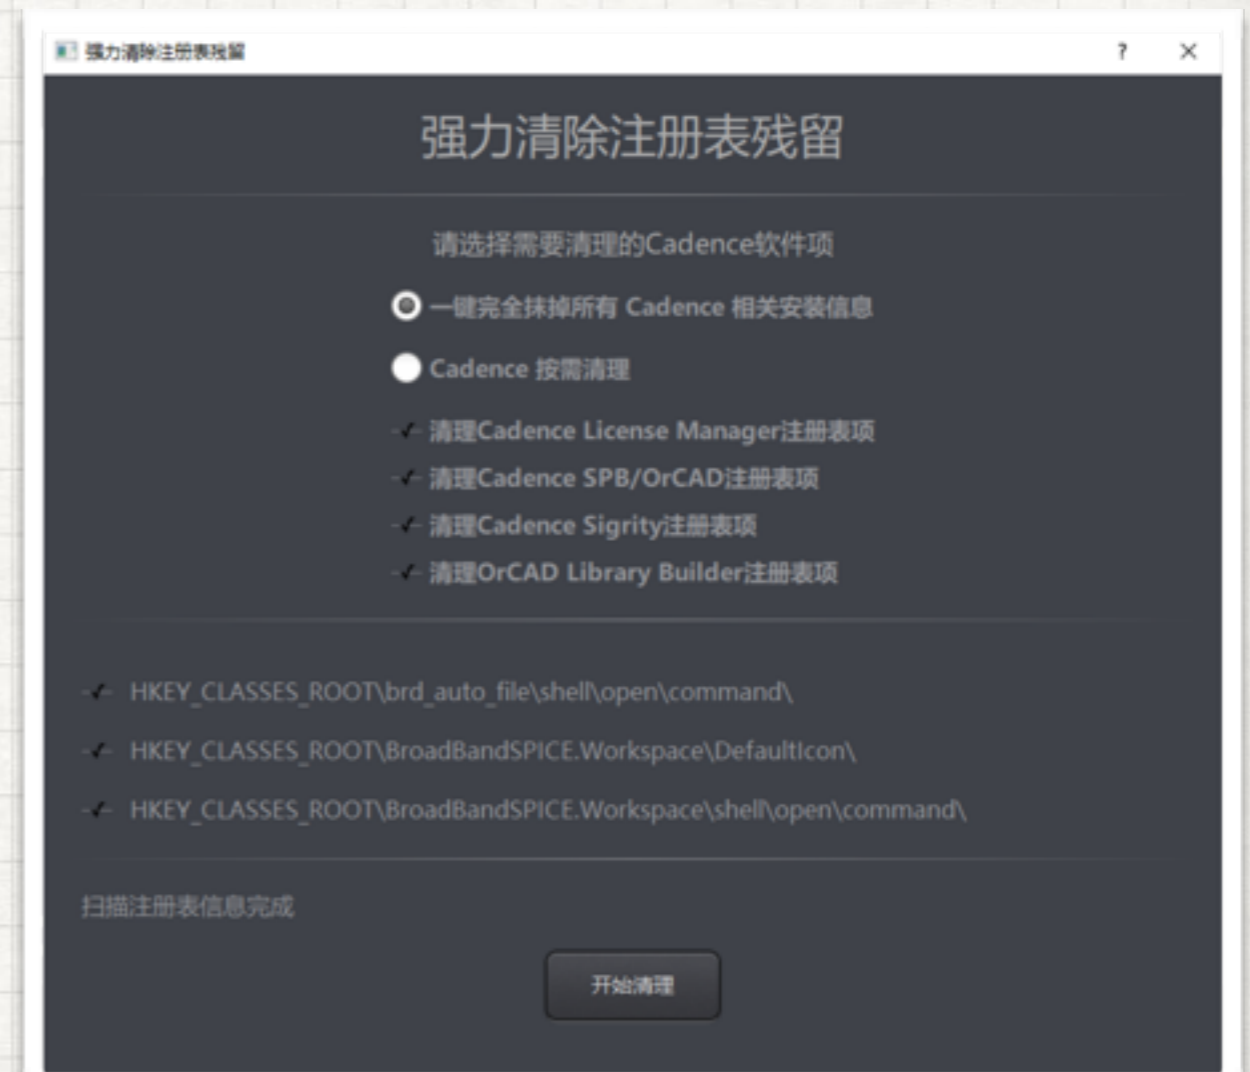 强力清除注册表残留
?
强力清除注册表残留
请选择需要清理的Cadence软件项
一键完全抹掉所有 Cadence 相关安装信息
Cadence 按需清理
清理Cadence License Manager注册表项
清理Cadence SPB/OrCAD注册表项
清理Cadence Sigrity注册表项
清理OrCAD Library Builder注册表项
HKEY_CLASSES_ROOT\brd_auto_file\shell\open\command\
HKEY_CLASSES_ROOT\BroadBandSPICE.Workspace\DefaultIcon\
HKEY_CLASSES_ROOT\BroadBandSPICE.Workspace\shell\open\command\
扫描注册表信息完成
开始清理